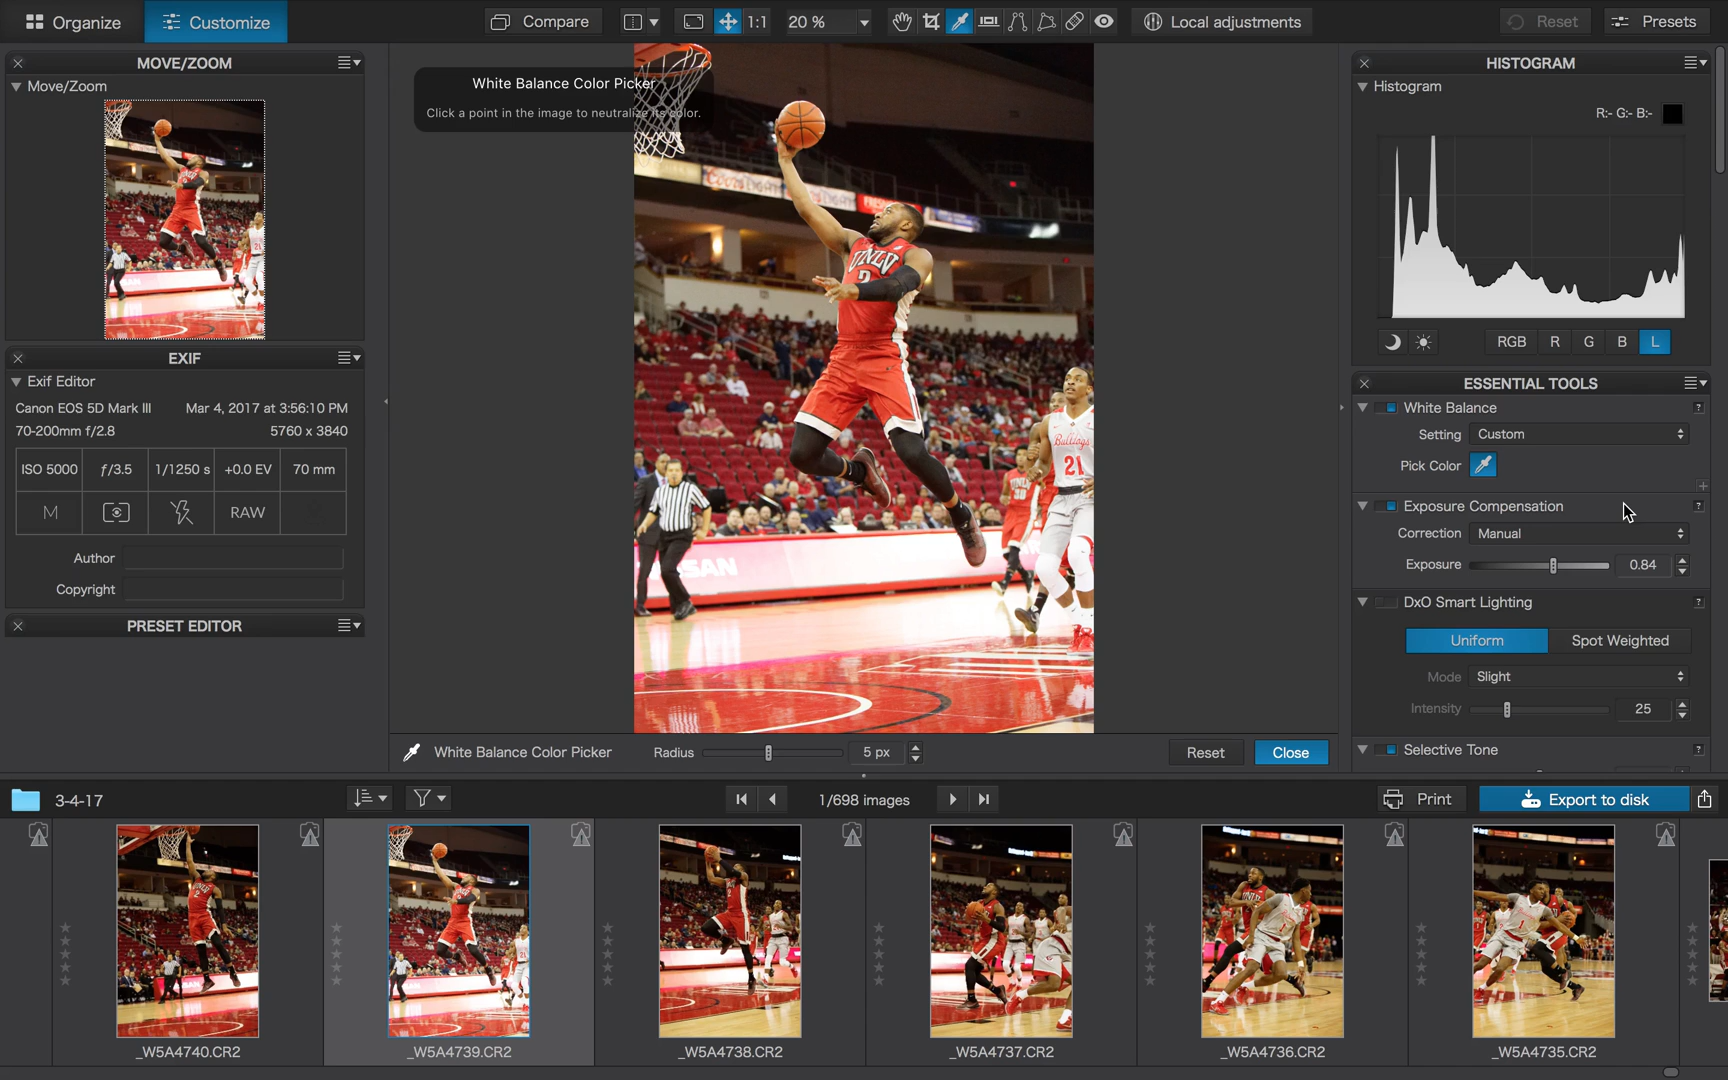 Organize
Customize
Compare
1:1
20 %
Local adjustments
Reset
Presets
MOVE/ZOOM
Move/Zoom
White Balance Color Picker
Click a point in the image to neutralize its color.
HISTOGRAM
Histogram
R:- G:- B:-
RGB R G B L
EXIF
Exif Editor
Canon EOS 5D Mark III Mar 4, 2017 at 3:56:10 PM
70-200mm f/2.8 5760 x 3840
ISO 5000 ƒ/3.5 1/1250 s +0.0 EV 70 mm
M RAW
Author
Copyright
PRESET EDITOR
UNLV
2
Bulldogs
21
ESSENTIAL TOOLS
White Balance ?
Setting Custom
Pick Color
Exposure Compensation ?
Correction Manual
Exposure 0.84
DxO Smart Lighting ?
Uniform Spot Weighted
Mode Slight
Intensity 25
Selective Tone ?
White Balance Color Picker Radius 5 px Reset Close
3-4-17
1/698 images
Print
Export to disk
_W5A4740.CR2
_W5A4739.CR2
_W5A4738.CR2
_W5A4737.CR2
_W5A4736.CR2
_W5A4735.CR2